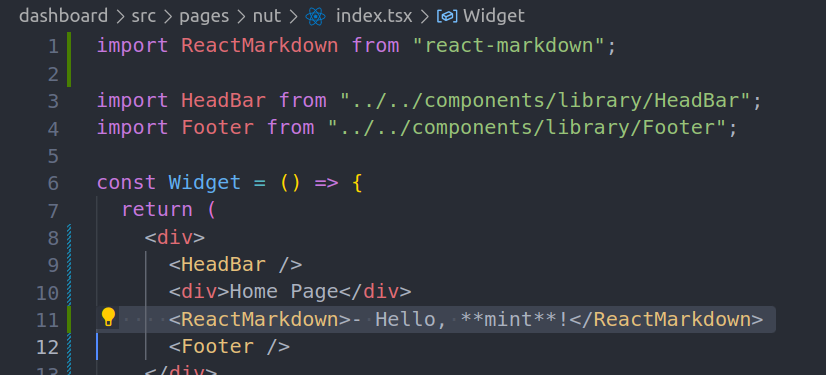 dashboard > src > pages > nut > index.tsx > Widget
1 import ReactMarkdown from "react-markdown";
2
3 import HeadBar from "../../components/library/HeadBar";
4 import Footer from "../../components/library/Footer";
5
6 const Widget = () => {
7 return (
8 <div>
9 <HeadBar />
10 <div>Home Page</div>
11 <ReactMarkdown>- Hello, **mint**!</ReactMarkdown>
12 <Footer />
13 </div>